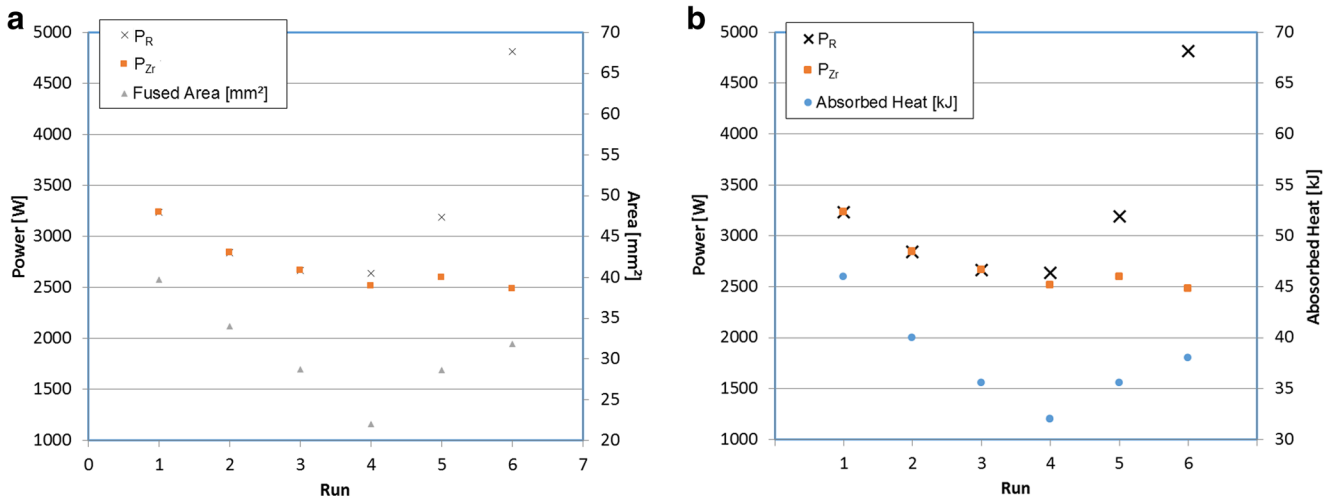 a
P_R
P_Zr
Fused Area [mm²]
5000
4500
4000
3500
3000
2500
2000
1500
1000
Power [W]
70
65
60
55
50
45
40
35
30
25
20
Area [mm²]
0 1 2 3 4 5 6 7
Run
b
P_R
P_Zr
Absorbed Heat [kJ]
5000
4500
4000
3500
3000
2500
2000
1500
1000
Power [W]
70
65
60
55
50
45
40
35
30
Abosorbed Heat [kJ]
1 2 3 4 5 6
Run